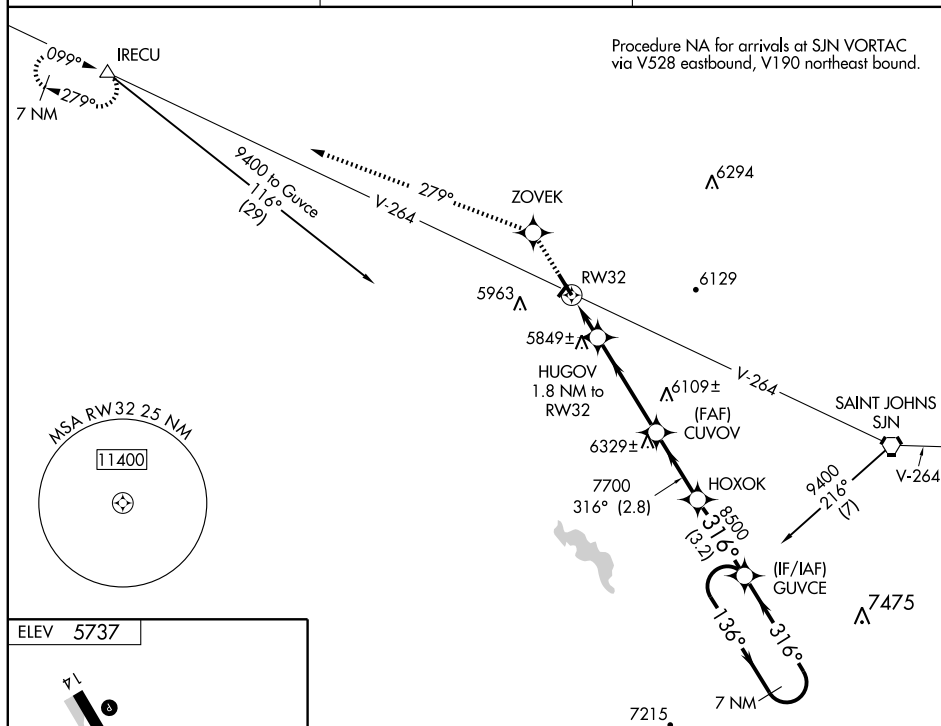 Procedure NA for arrivals at SJN VORTAC
via V528 eastbound, V190 northeast bound.
099°
IRECU
279°
7 NM
9400 to Guvce
116°
(29)
V-264
279°
ZOVEK
6294
RW32
6129
5963
5849±
HUGOV
1.8 NM to
RW32
6109±
V-264
(FAF)
CUVOV
6329±
SAINT JOHNS
SJN
V-264
9400
216°
(7)
MSA RW32 25 NM
11400
7700
316° (2.8)
HOXOK
8500
316°
(3.2)
(IF/IAF)
GUVCE
7475
136°
316°
7 NM
7215
ELEV 5737
14
P